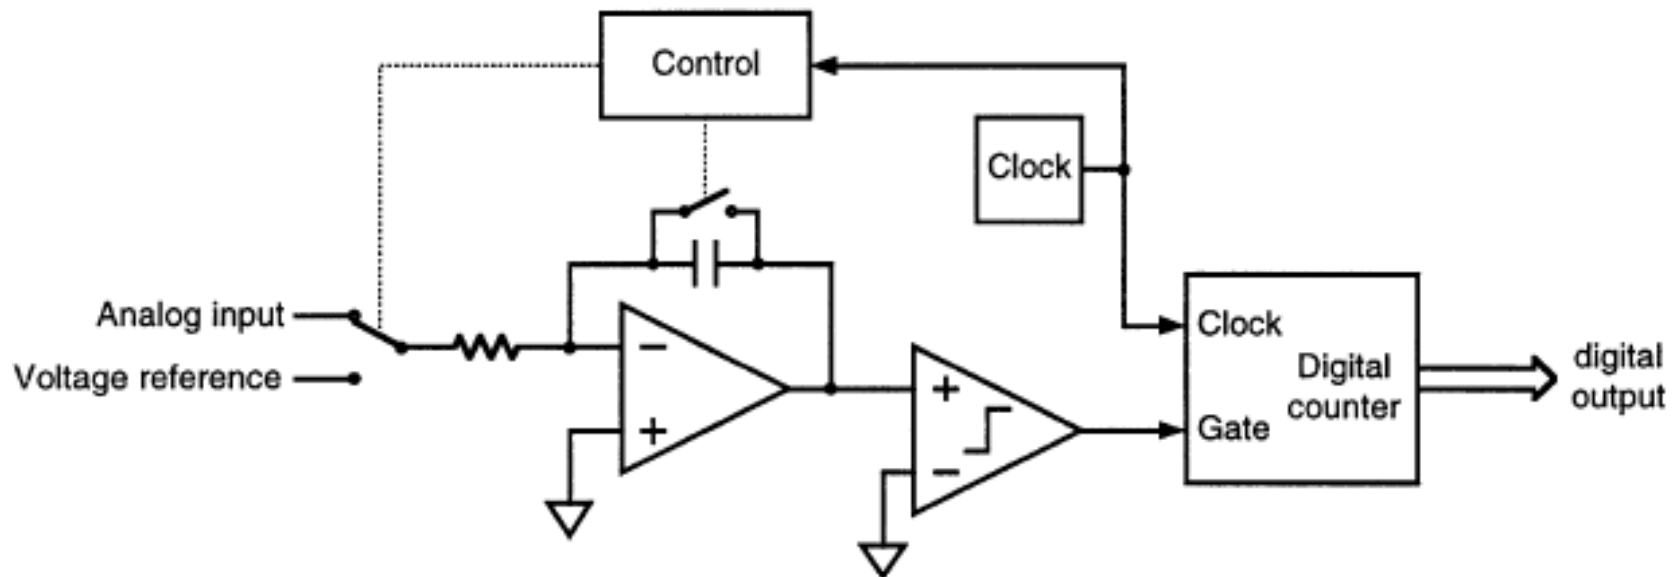 Control
Clock
Analog input
Voltage reference
−
+
+
−
Clock
Digital
counter
Gate
digital
output